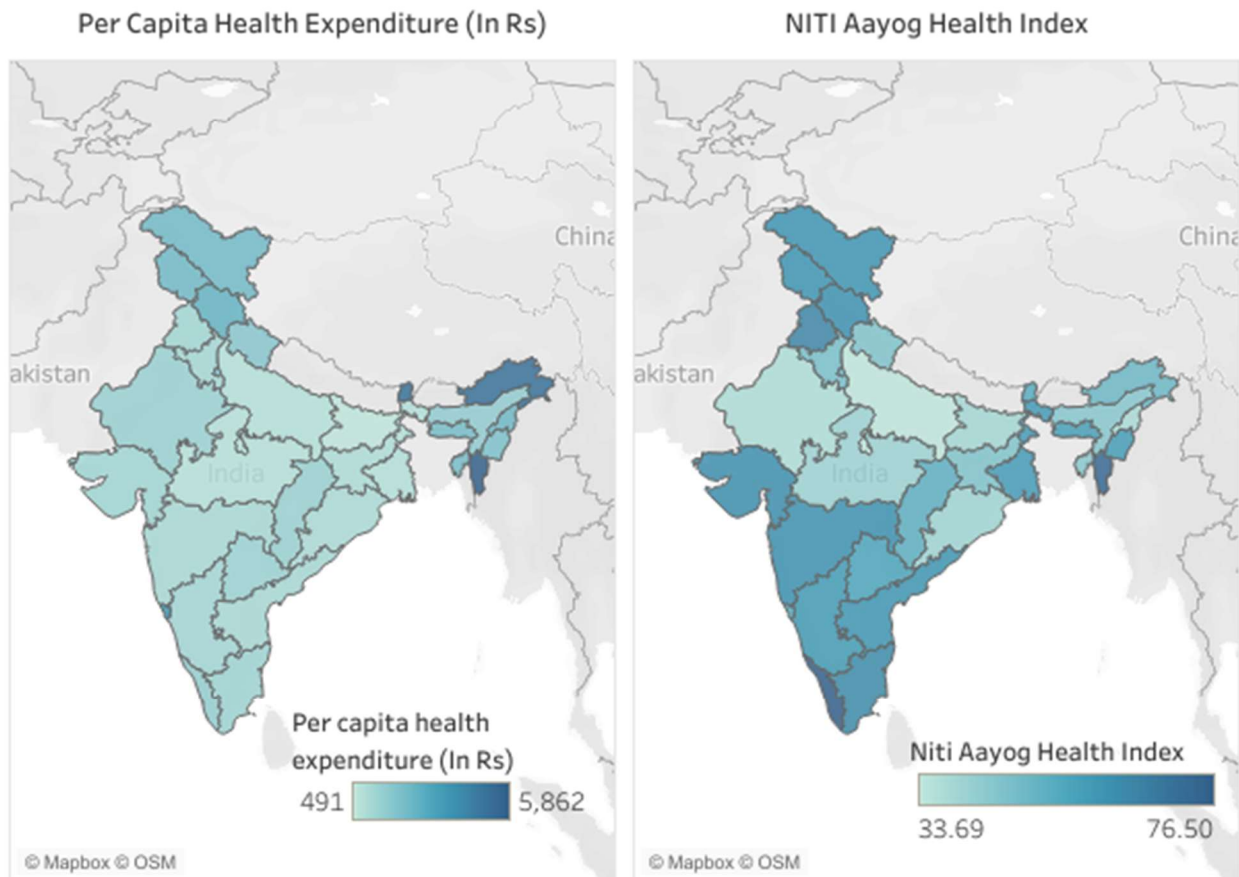 Per Capita Health Expenditure (In Rs)
NITI Aayog Health Index
China
akistan
India
Per capita health
expenditure (In Rs)
491
5,862
© Mapbox © OSM
China
akistan
India
Niti Aayog Health Index
33.69
76.50
© Mapbox © OSM